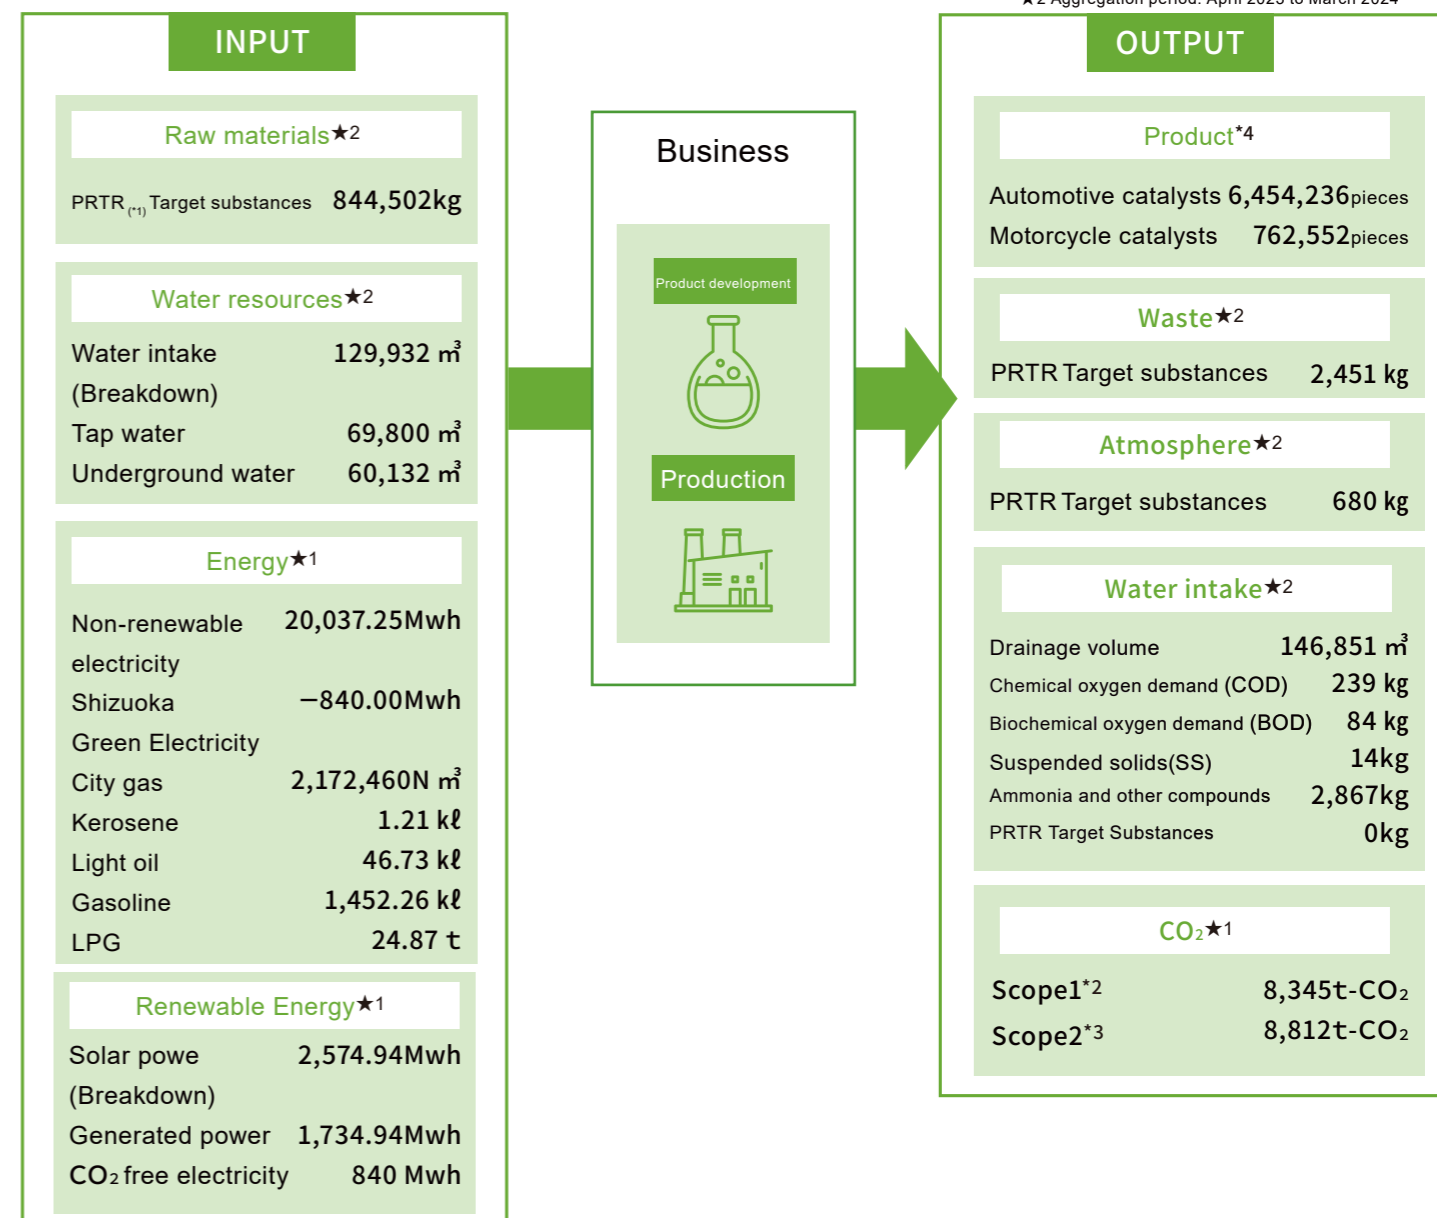 ★2 Aggregation period: April 2023 to March 2024
INPUT
Raw materials★2
PRTR(*1) Target substances 844,502kg
Water resources★2
Water intake 129,932 ㎥
(Breakdown)
Tap water 69,800 ㎥
Underground water 60,132 ㎥
Energy★1
Non-renewable 20,037.25Mwh
electricity
Shizuoka −840.00Mwh
Green Electricity
City gas 2,172,460N ㎥
Kerosene 1.21 kℓ
Light oil 46.73 kℓ
Gasoline 1,452.26 kℓ
LPG 24.87 t
Renewable Energy★1
Solar powe 2,574.94Mwh
(Breakdown)
Generated power 1,734.94Mwh
CO₂ free electricity 840 Mwh
Business
Product development
Production
OUTPUT
Product*4
Automotive catalysts 6,454,236pieces
Motorcycle catalysts 762,552pieces
Waste★2
PRTR Target substances 2,451 kg
Atmosphere★2
PRTR Target substances 680 kg
Water intake★2
Drainage volume 146,851 ㎥
Chemical oxygen demand (COD) 239 kg
Biochemical oxygen demand (BOD) 84 kg
Suspended solids(SS) 14kg
Ammonia and other compounds 2,867kg
PRTR Target Substances 0kg
CO₂★1
Scope1*2 8,345t-CO₂
Scope2*3 8,812t-CO₂